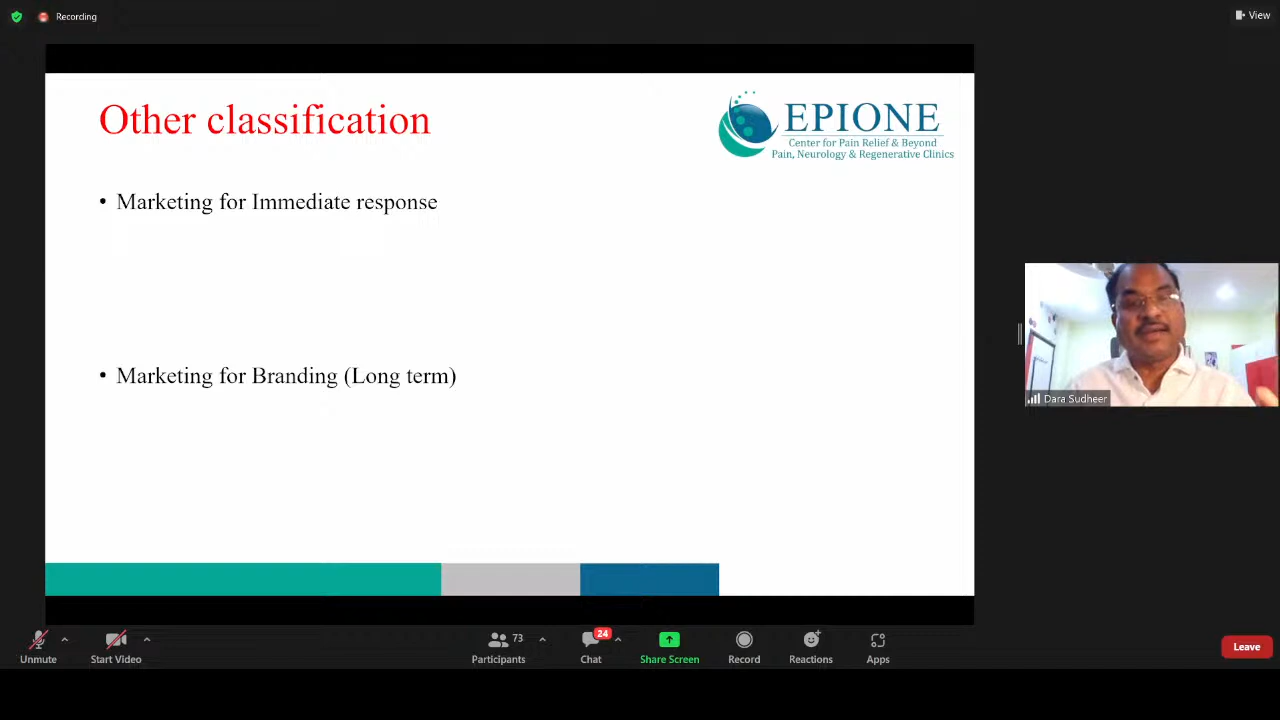 Recording
View
Other classification
EPIONE
Center for Pain Relief & Beyond
Pain, Neurology & Regenerative Clinics
• Marketing for Immediate response
• Marketing for Branding (Long term)
Dara Sudheer
73
24
Unmute
Start Video
Participants
Chat
Share Screen
Record
Reactions
Apps
Leave